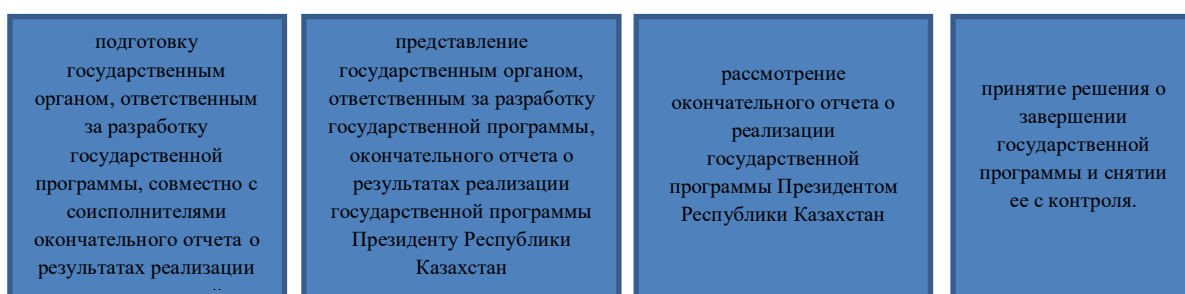 подготовку
государственным
органом, ответственным
за разработку
государственной
программы, совместно с
соисполнителями
окончательного отчета о
результатах реализации
представление
государственным органом,
ответственным за разработку
государственной программы,
окончательного отчета о
результатах реализации
государственной программы
Президенту Республики
Казахстан
рассмотрение
окончательного отчета о
реализации
государственной
программы Президентом
Республики Казахстан
принятие решения о
завершении
государственной
программы и снятии
ее с контроля.